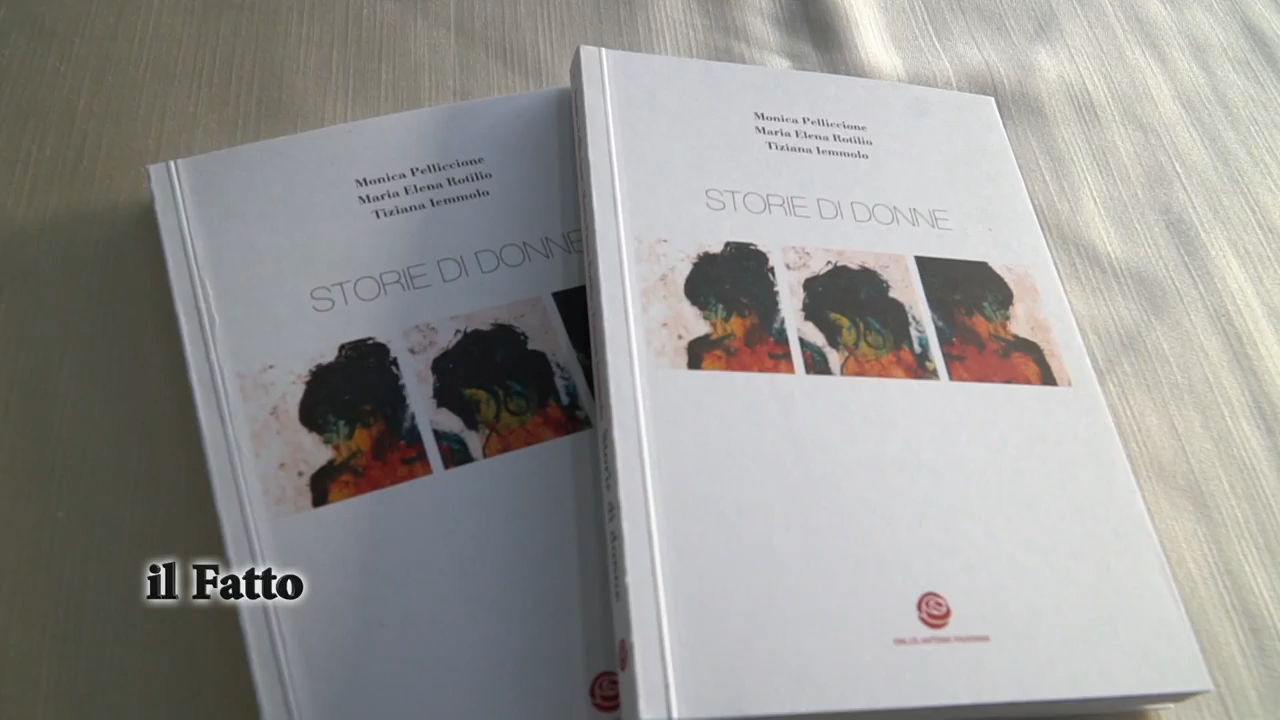 Monica Pelliccione
Maria Elena Rotilio
Tiziana Iemmolo
STORIE DI DONNE
Monica Pelliccione
Maria Elena Rotilio
Tiziana Iemmolo
STORIE DI DONNE
Storie di donne
il Fatto